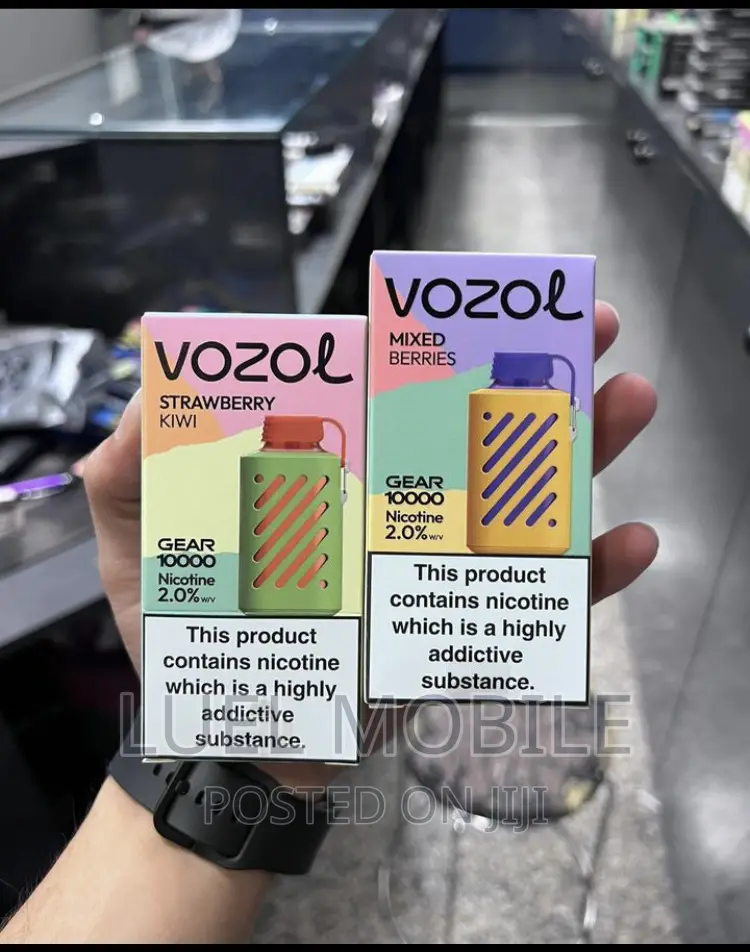 VOZOL
STRAWBERRY
KIWI
GEAR
10000
Nicotine
2.0% w/v
This product
contains nicotine
which is a highly
addictive
substance.
VOZOL
MIXED
BERRIES
GEAR
10000
Nicotine
2.0% w/v
This product
contains nicotine
which is a highly
addictive
substance.
LUEL MOBILE
POSTED ON JIJI